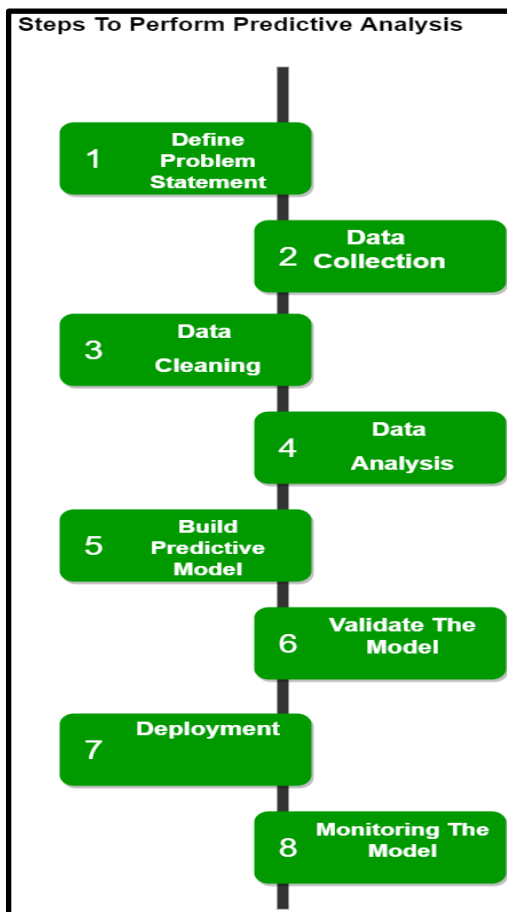 Steps To Perform Predictive Analysis
1
Define
Problem
Statement
2
Data
Collection
3
Data
Cleaning
4
Data
Analysis
5
Build
Predictive
Model
6
Validate The
Model
7
Deployment
8
Monitoring The
Model